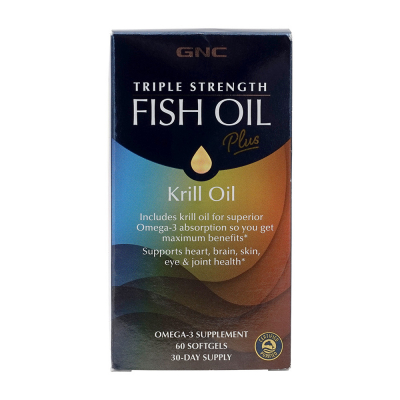 GNC
TRIPLE STRENGTH
FISH OIL
Plus
Krill Oil
Includes krill oil for superior
Omega-3 absorption so you get
maximum benefits*
Supports heart, brain, skin,
eye & joint health*
OMEGA-3 SUPPLEMENT
60 SOFTGELS
30-DAY SUPPLY